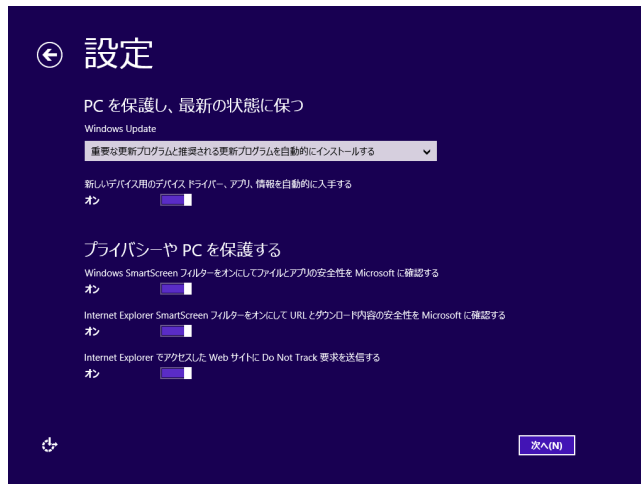 設定
PC を保護し、最新の状態に保つ
Windows Update
重要な更新プログラムと推奨される更新プログラムを自動的にインストールする
新しいデバイス用のデバイス ドライバー、アプリ、情報を自動的に入手する
オン
プライバシーや PC を保護する
Windows SmartScreen フィルターをオンにしてファイルとアプリの安全性を Microsoft に確認する
オン
Internet Explorer SmartScreen フィルターをオンにして URL とダウンロード内容の安全性を Microsoft に確認する
オン
Internet Explorer でアクセスした Web サイトに Do Not Track 要求を送信する
オン
次へ(N)